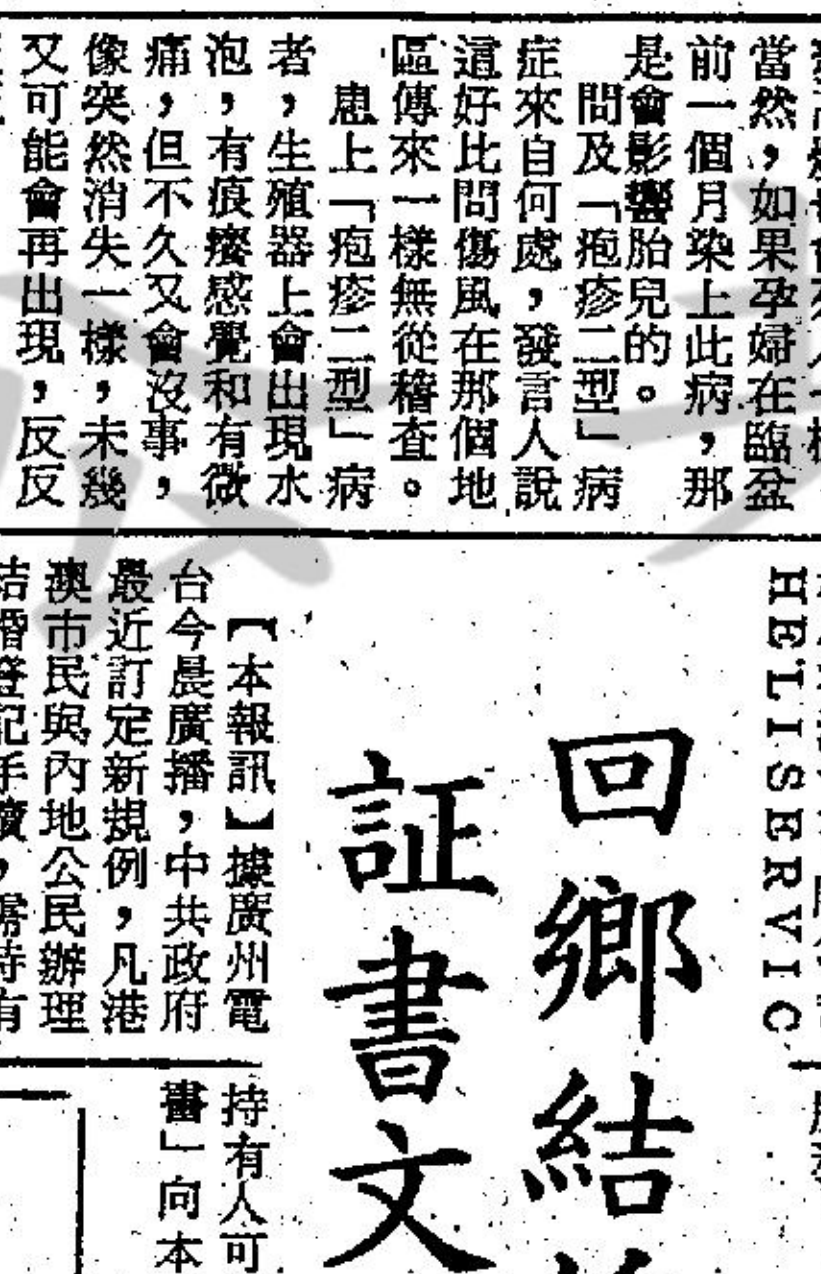 當然，如果孕婦在臨盆
前一個月染上此病，那
是會影響胎兒的。
問及「疱疹二型」病
症來自何處，發言人說
這好比問傷風在那個地
區傳來一樣無從稽查。
患上「疱疹二型」病
者，生殖器上會出現水
泡，有痕癢感覺和有微
痛，但不久又會沒事，
像突然消失一樣，未幾
又可能會再出現，反反
HELISERVIC
回鄉結
証書文
【本報訊】據廣州電
台今晨廣播，中共政府
最近訂定新規例，凡港
澳市民與內地公民辦理
結婚登記手續，需持有
持有人可
書」向本